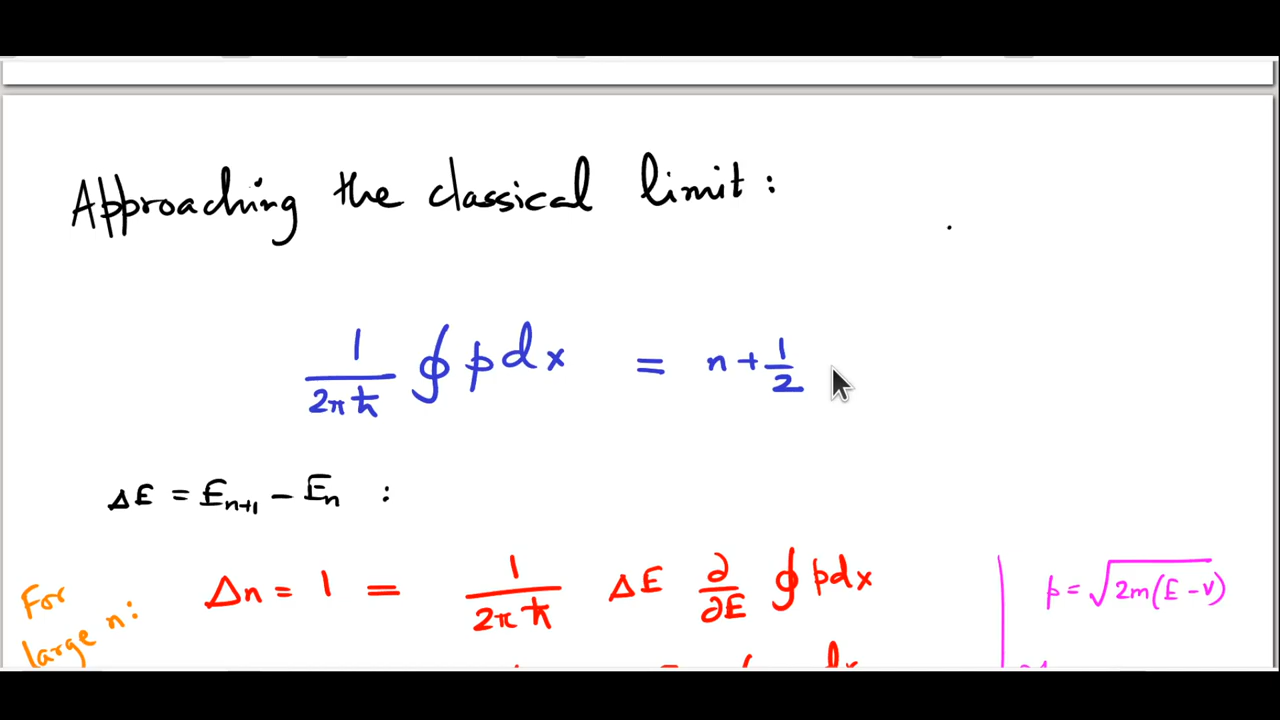 Approaching the classical limit:
1/(2πħ) ∮ p dx = n + 1/2
ΔE = E_{n+1} − E_n :
For large n:
Δn = 1 = 1/(2πħ) ΔE ∂/∂E ∮ p dx
p = √(2m(E − V))